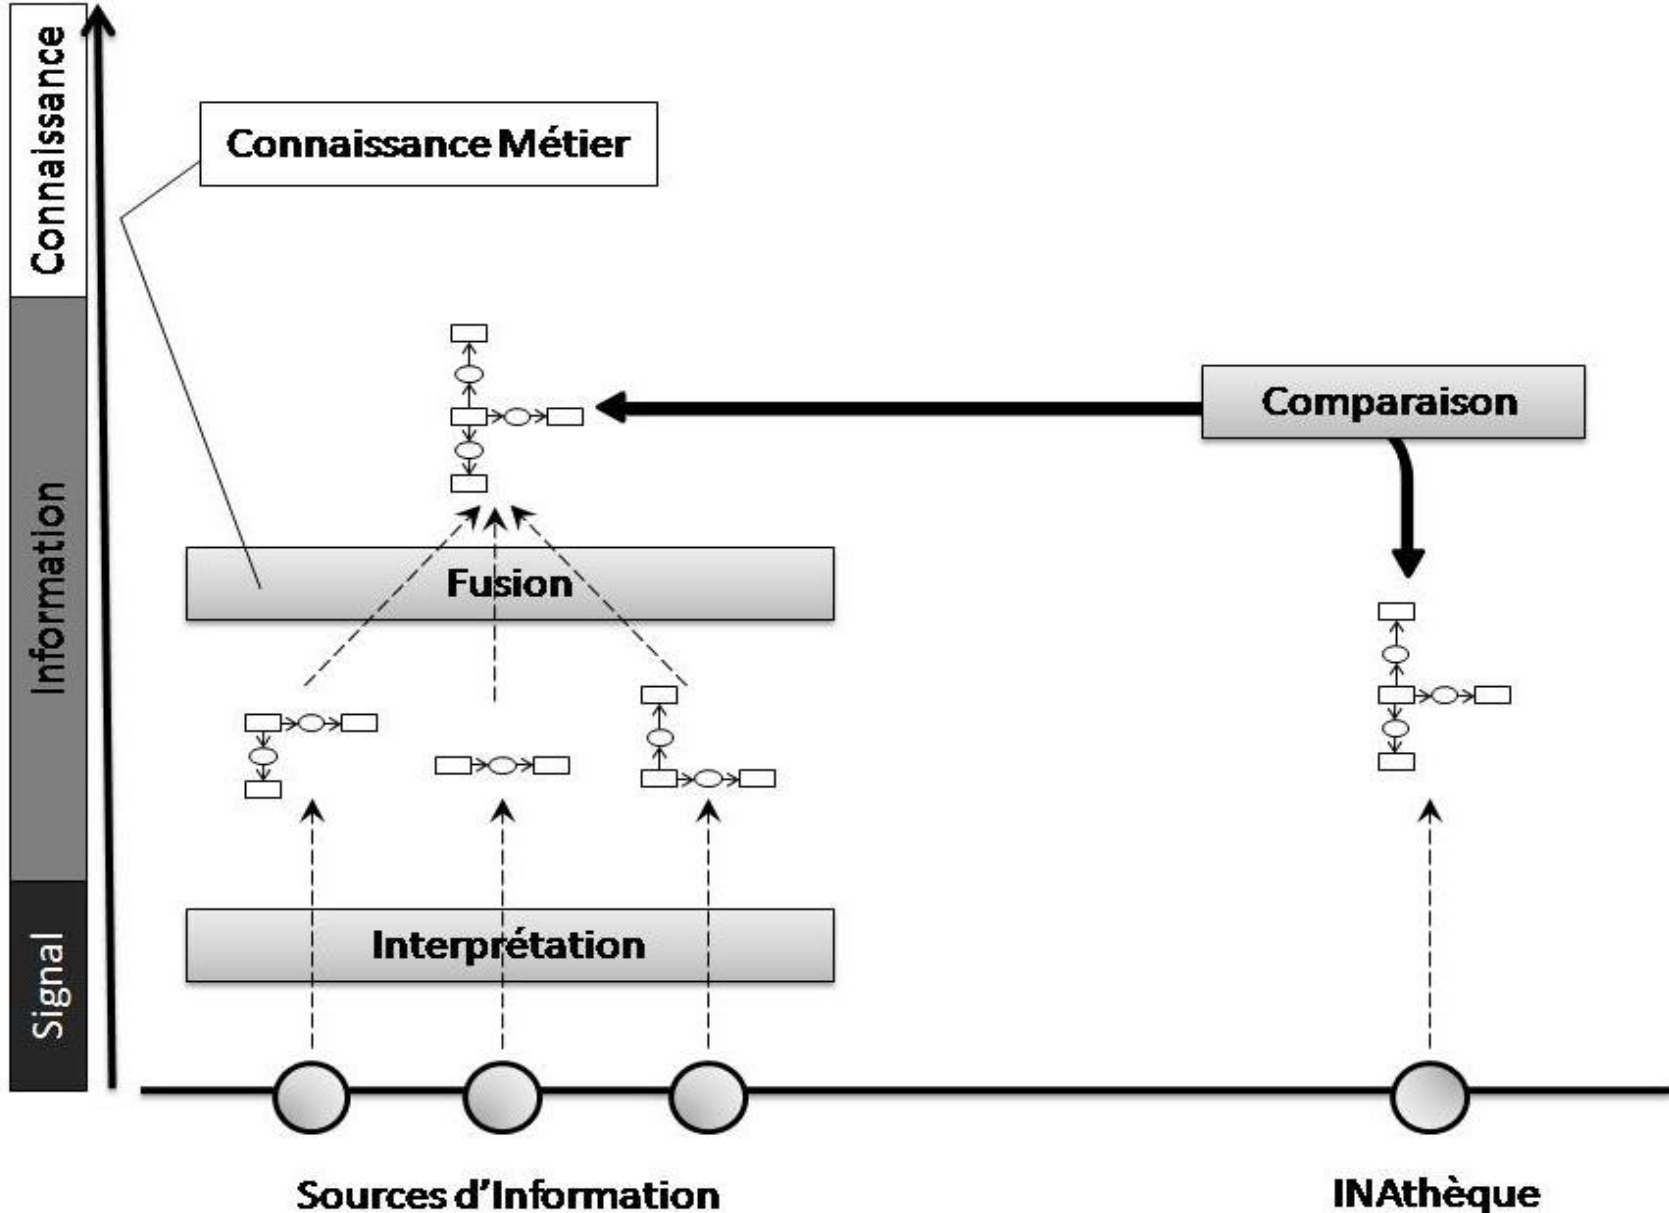 Connaissance
Connaissance Métier
Comparaison
Information
Fusion
Interprétation
Signal
Sources d'Information
INAthèque